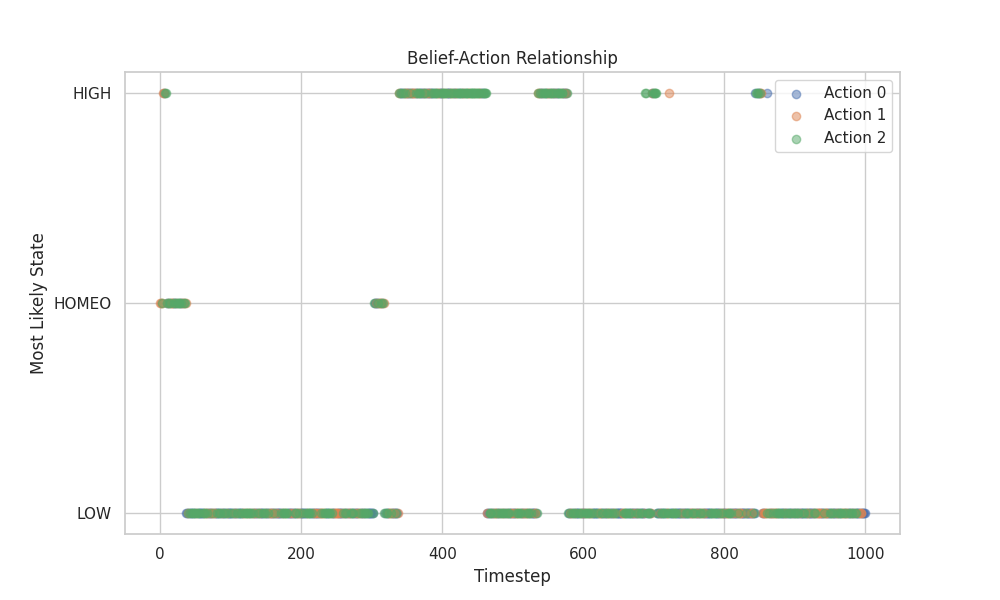 Belief-Action Relationship
HIGH
HOMEO
LOW
Most Likely State
Action 0
Action 1
Action 2
0 200 400 600 800 1000
Timestep